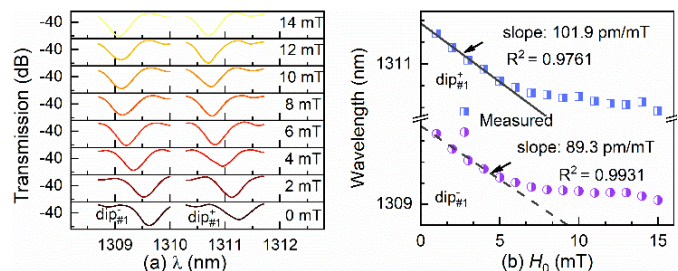 Transmission (dB)
-40
14 mT
-40
12 mT
-40
10 mT
-40
8 mT
-40
6 mT
-40
4 mT
-40
2 mT
-40
dip#1-
dip#1+
0 mT
1309
1310
1311
1312
(a) λ (nm)
Wavelength (nm)
1311
1309
slope: 101.9 pm/mT
R² = 0.9761
dip#1+
Measured
slope: 89.3 pm/mT
R² = 0.9931
dip#1-
0
5
10
15
(b) H₀ (mT)